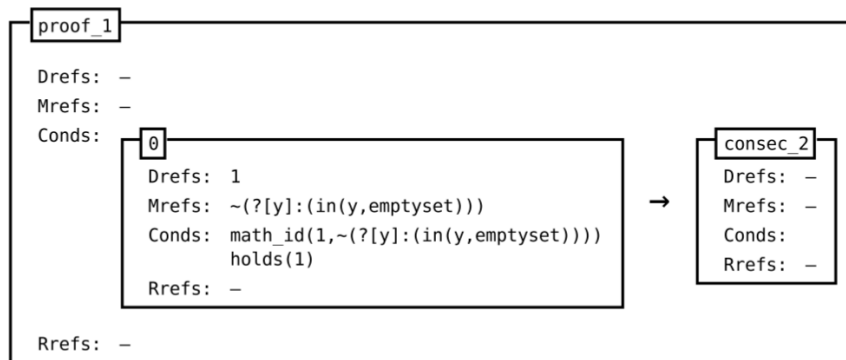 proof_1
Drefs: –
Mrefs: –
Conds:
0
Drefs: 1
Mrefs: ~(?[y]:(in(y,emptyset)))
Conds: math_id(1,~(?[y]:(in(y,emptyset))))
holds(1)
Rrefs: –
→
consec_2
Drefs: –
Mrefs: –
Conds:
Rrefs: –
Rrefs: –